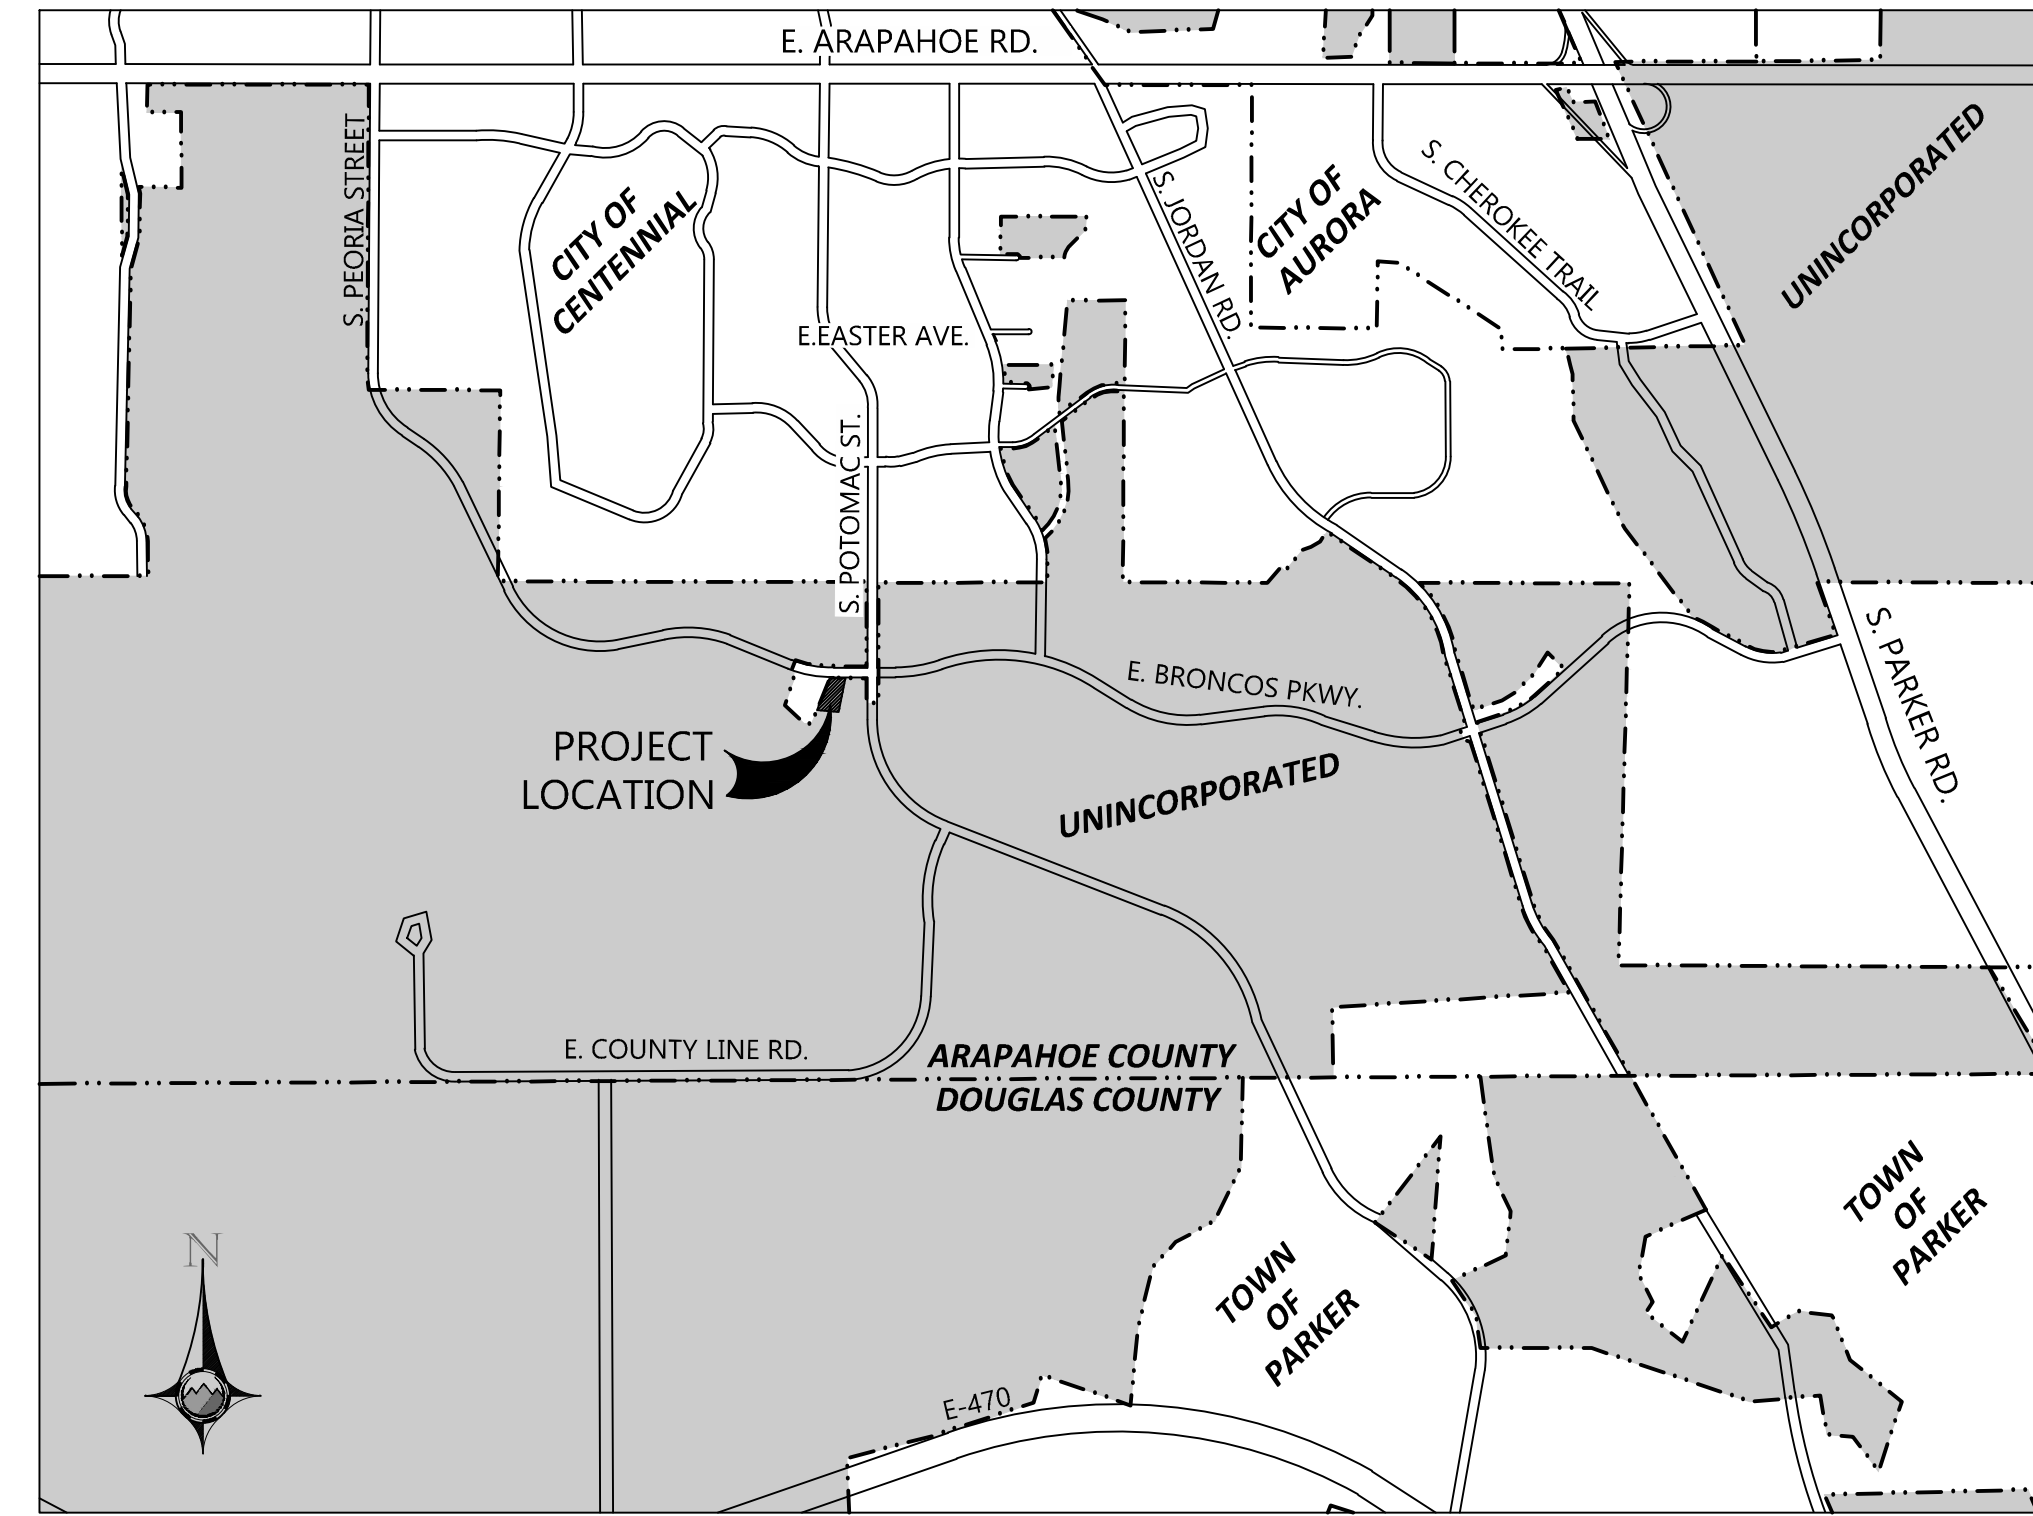 E. ARAPAHOE RD.
S. PEORIA STREET
CITY OF
CENTENNIAL
S. JORDAN RD.
CITY OF
AURORA
S. CHEROKEE TRAIL
UNINCORPORATED
E.EASTER AVE.
S. POTOMAC ST.
E. BRONCOS PKWY.
S. PARKER RD.
PROJECT
LOCATION
UNINCORPORATED
E. COUNTY LINE RD.
ARAPAHOE COUNTY
DOUGLAS COUNTY
TOWN
OF
PARKER
TOWN
OF
PARKER
N
E-470